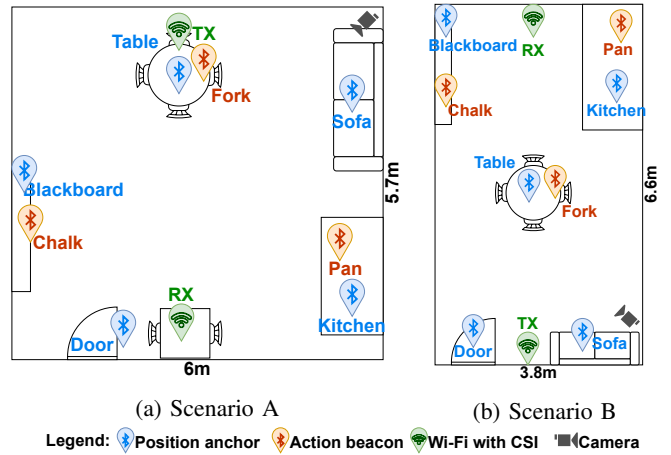 TX
Table
Fork
Sofa
Blackboard
Chalk
5.7m
Pan
RX
Kitchen
Door
6m
(a) Scenario A
Blackboard
RX
Pan
Chalk
Kitchen
Table
Fork
6.6m
TX
Door
Sofa
3.8m
(b) Scenario B
Legend: Position anchor Action beacon Wi-Fi with CSI Camera